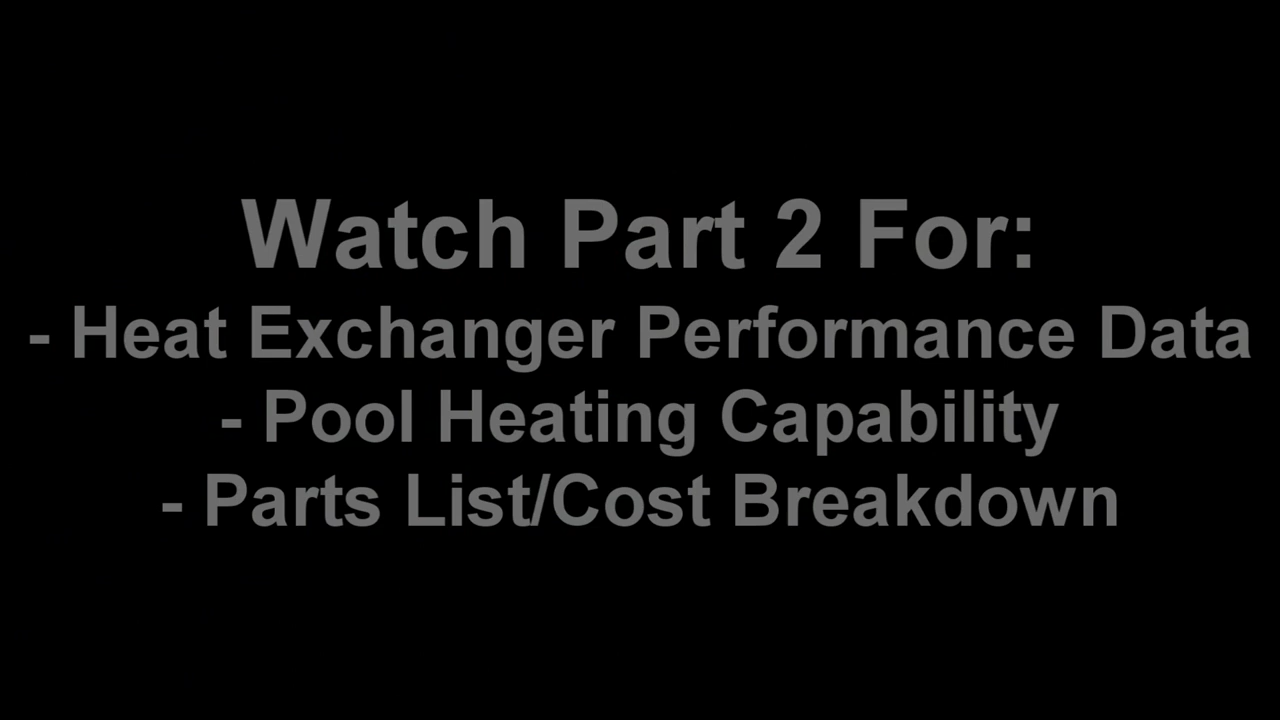 Watch Part 2 For:
- Heat Exchanger Performance Data
- Pool Heating Capability
- Parts List/Cost Breakdown